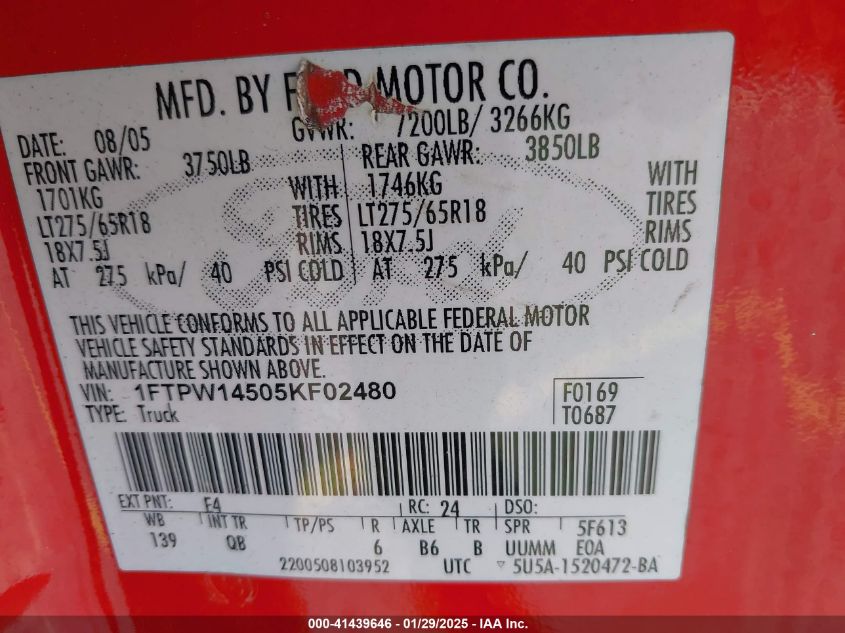 MFD. BY MOTOR CO.
DATE: 08/05 GVWR: 7200LB/ 3266KG
FRONT GAWR: 3750LB REAR GAWR: 3850LB
1701KG WITH 1746KG WITH
LT275/65R18 TIRES LT275/65R18 TIRES
18X7.5J RIMS 18X7.5J RIMS
AT 275 kPa/ 40 PSI COLD AT 275 kPa/ 40 PSI COLD
THIS VEHICLE CONFORMS TO ALL APPLICABLE FEDERAL MOTOR
VEHICLE SAFETY STANDARDS IN EFFECT ON THE DATE OF
MANUFACTURE SHOWN ABOVE.
VIN: 1FTPW14505KF02480 F0169
TYPE: Truck T0687
EXT PNT: E4 RC: 24 DSO:
WB INT TR TP/PS R AXLE TR SPR 5F613
139 QB 6 B6 B UUMM EOA
2200508103952 UTC 5U5A-1520472-BA
000-41439646 - 01/29/2025 - IAA Inc.